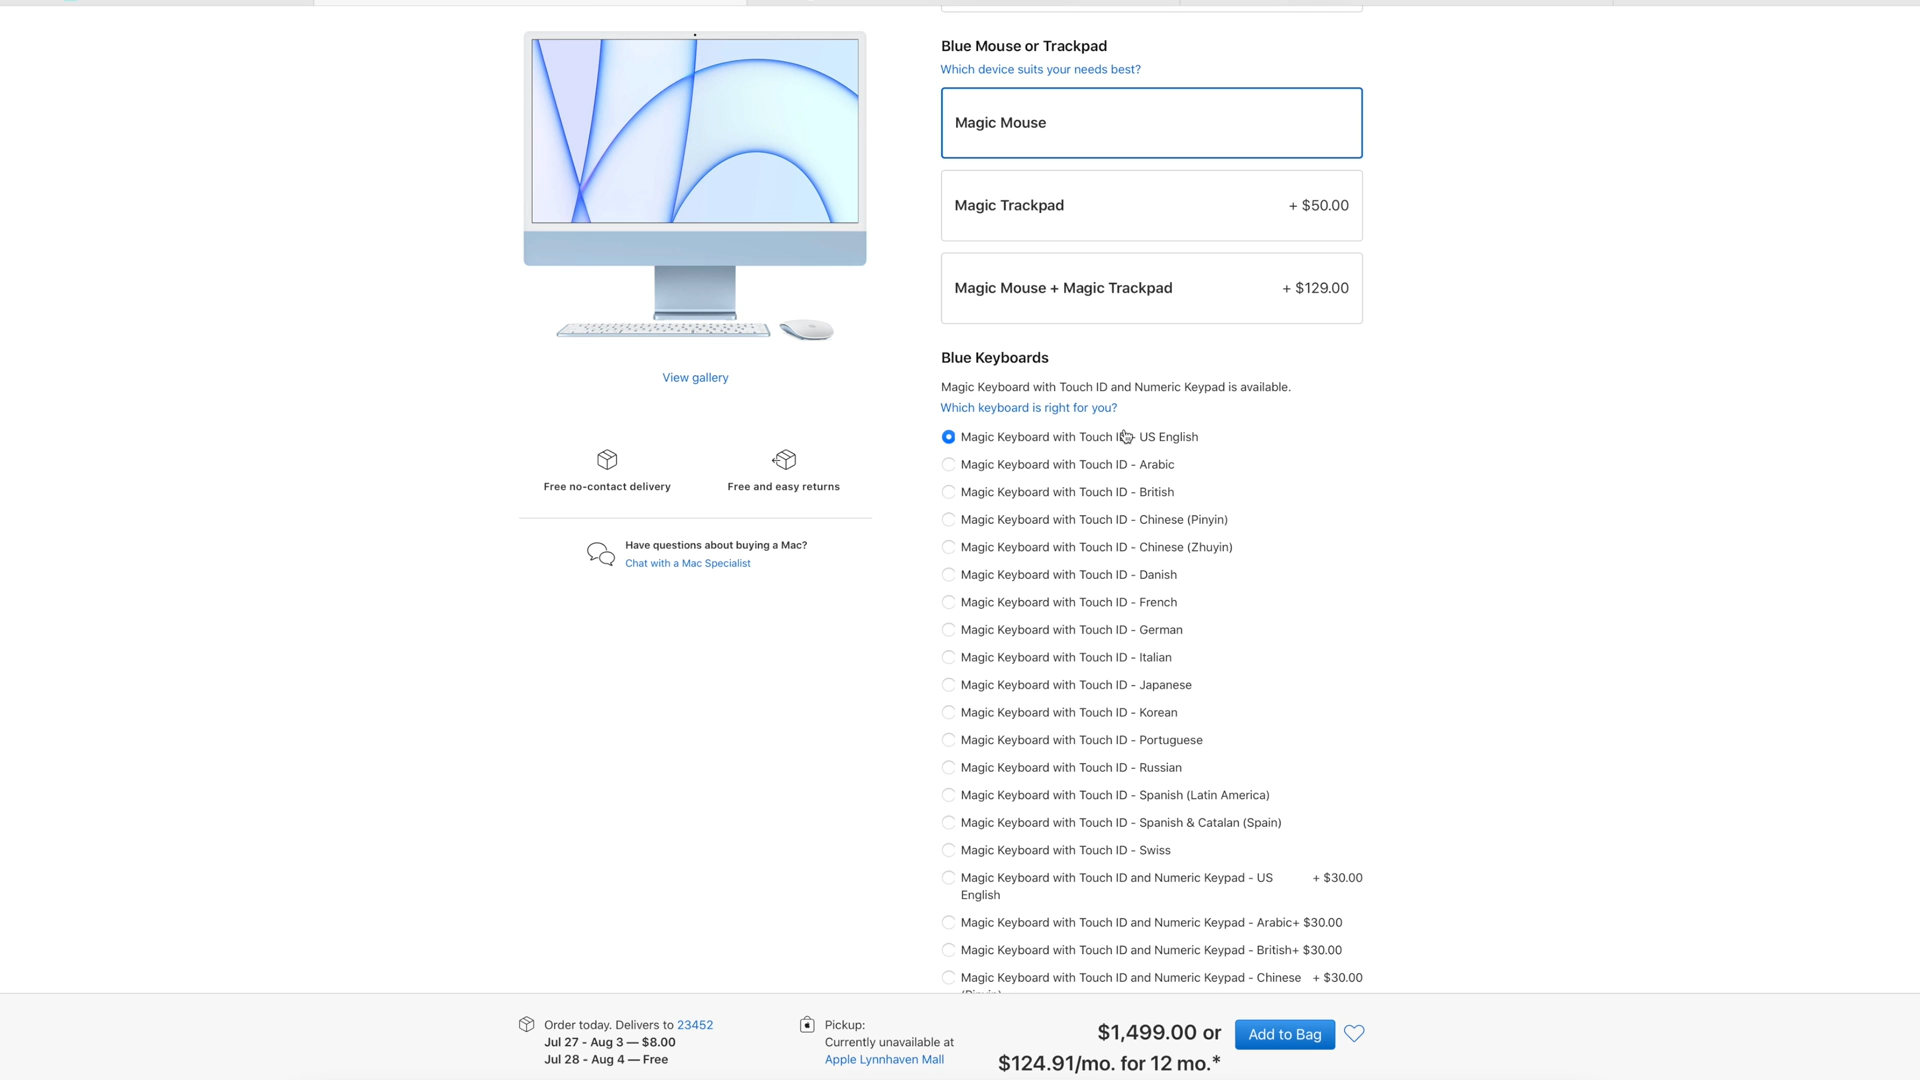 Blue Mouse or Trackpad
Which device suits your needs best?
Magic Mouse
Magic Trackpad + $50.00
Magic Mouse + Magic Trackpad + $129.00
View gallery
Free no-contact delivery
Free and easy returns
Have questions about buying a Mac?
Chat with a Mac Specialist
Blue Keyboards
Magic Keyboard with Touch ID and Numeric Keypad is available.
Which keyboard is right for you?
Magic Keyboard with Touch ID - US English
Magic Keyboard with Touch ID - Arabic
Magic Keyboard with Touch ID - British
Magic Keyboard with Touch ID - Chinese (Pinyin)
Magic Keyboard with Touch ID - Chinese (Zhuyin)
Magic Keyboard with Touch ID - Danish
Magic Keyboard with Touch ID - French
Magic Keyboard with Touch ID - German
Magic Keyboard with Touch ID - Italian
Magic Keyboard with Touch ID - Japanese
Magic Keyboard with Touch ID - Korean
Magic Keyboard with Touch ID - Portuguese
Magic Keyboard with Touch ID - Russian
Magic Keyboard with Touch ID - Spanish (Latin America)
Magic Keyboard with Touch ID - Spanish & Catalan (Spain)
Magic Keyboard with Touch ID - Swiss
Magic Keyboard with Touch ID and Numeric Keypad - US + $30.00
English
Magic Keyboard with Touch ID and Numeric Keypad - Arabic+ $30.00
Magic Keyboard with Touch ID and Numeric Keypad - British+ $30.00
Magic Keyboard with Touch ID and Numeric Keypad - Chinese + $30.00
(Pinyin)
Order today. Delivers to 23452
Jul 27 - Aug 3 — $8.00
Jul 28 - Aug 4 — Free
Pickup:
Currently unavailable at
Apple Lynnhaven Mall
$1,499.00 or
$124.91/mo. for 12 mo.*
Add to Bag